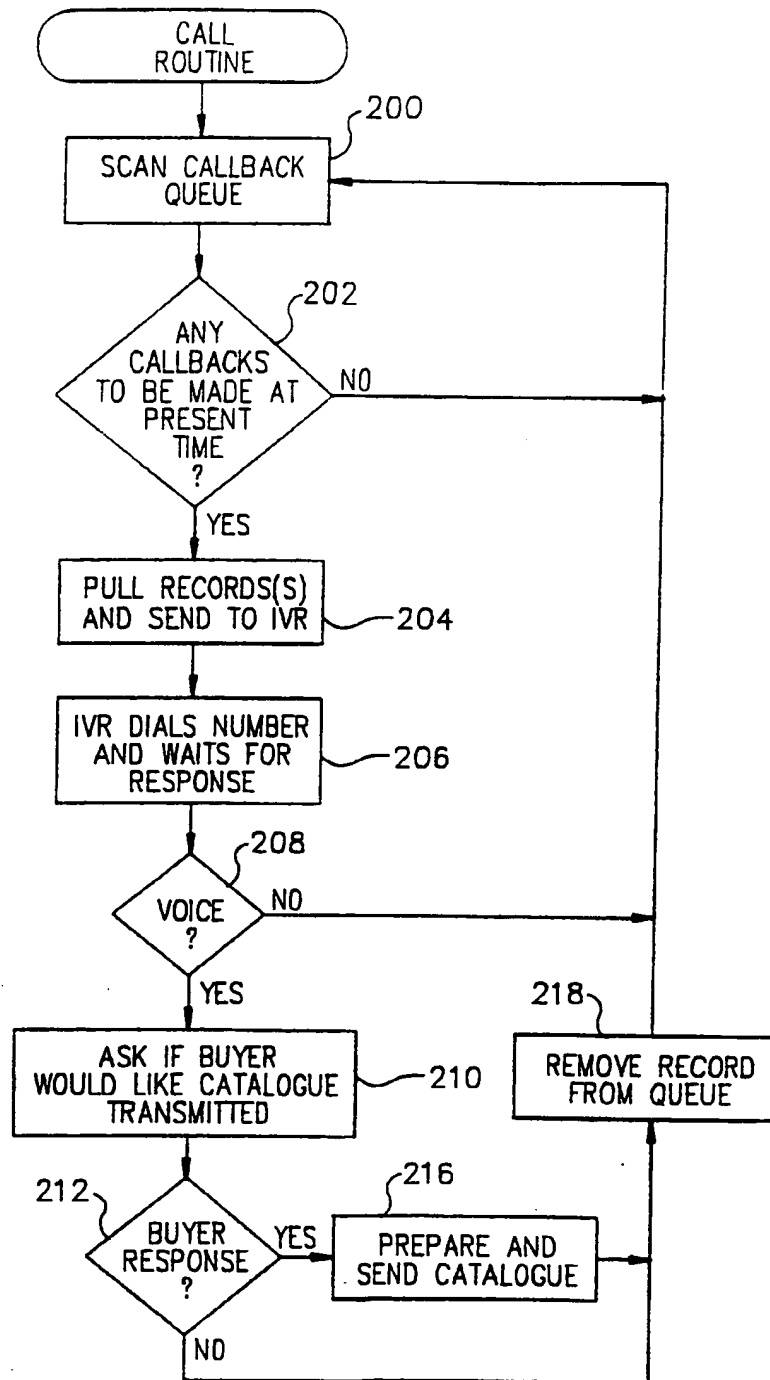 CALL
ROUTINE
200
SCAN CALLBACK
QUEUE
202
ANY
CALLBACKS
TO BE MADE AT
PRESENT
TIME
?
NO
YES
PULL RECORDS(S)
AND SEND TO IVR
204
IVR DIALS NUMBER
AND WAITS FOR
RESPONSE
206
208
VOICE
?
NO
YES
ASK IF BUYER
WOULD LIKE CATALOGUE
TRANSMITTED
210
218
REMOVE RECORD
FROM QUEUE
212
BUYER
RESPONSE
?
YES
216
PREPARE AND
SEND CATALOGUE
NO